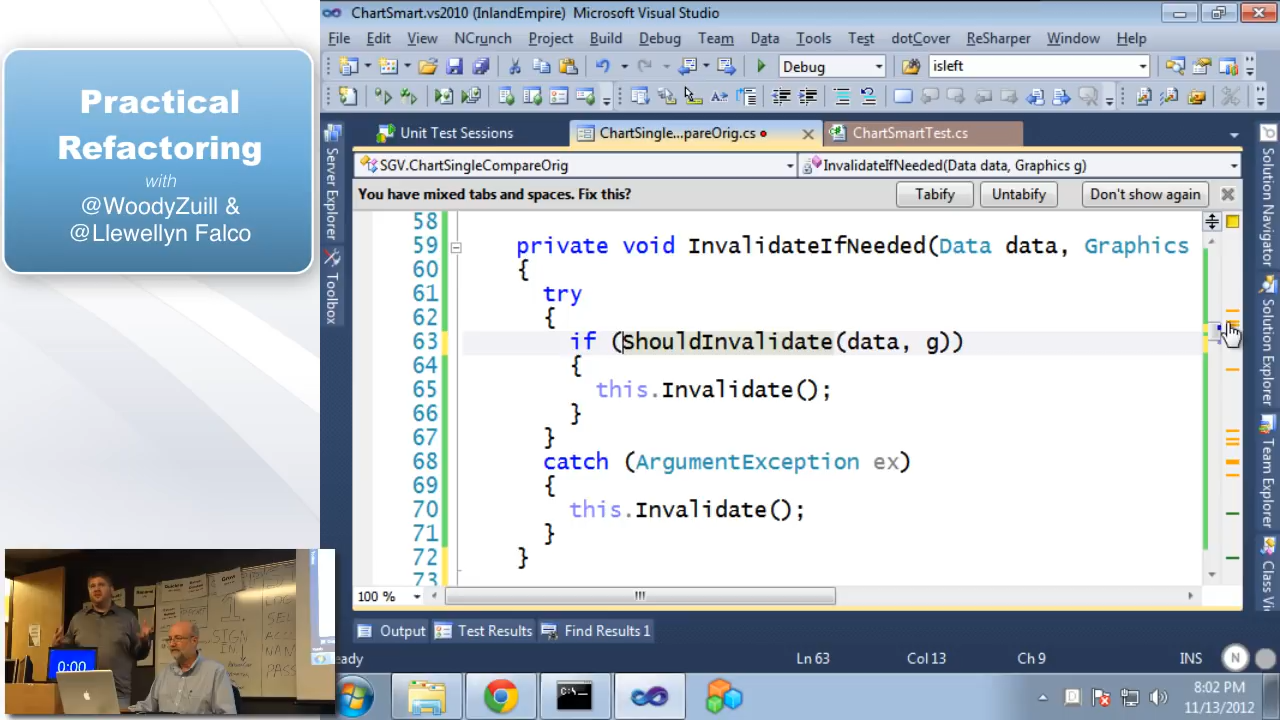 Practical
Refactoring
with
@WoodyZuill &
@Llewellyn Falco
ChartSmart.vs2010 (InlandEmpire) Microsoft Visual Studio
File Edit View NCrunch Project Build Debug Team Data Tools Test dotCover ReSharper Window Help
Debug
isleft
Unit Test Sessions
ChartSingle...pareOrig.cs
ChartSmartTest.cs
SGV.ChartSingleCompareOrig
InvalidateIfNeeded(Data data, Graphics g)
You have mixed tabs and spaces. Fix this?
Tabify
Untabify
Don't show again
58
59 private void InvalidateIfNeeded(Data data, Graphics
60 {
61 try
62 {
63 if (ShouldInvalidate(data, g))
64 {
65 this.Invalidate();
66 }
67 }
68 catch (ArgumentException ex)
69 {
70 this.Invalidate();
71 }
72 }
73
100 %
Server Explorer
Toolbox
Solution Navigator
Solution Explorer
Team Explorer
Class View
Output
Test Results
Find Results 1
eady
Ln 63
Col 13
Ch 9
INS
N
8:02 PM
11/13/2012
0:00
SIGN
IN